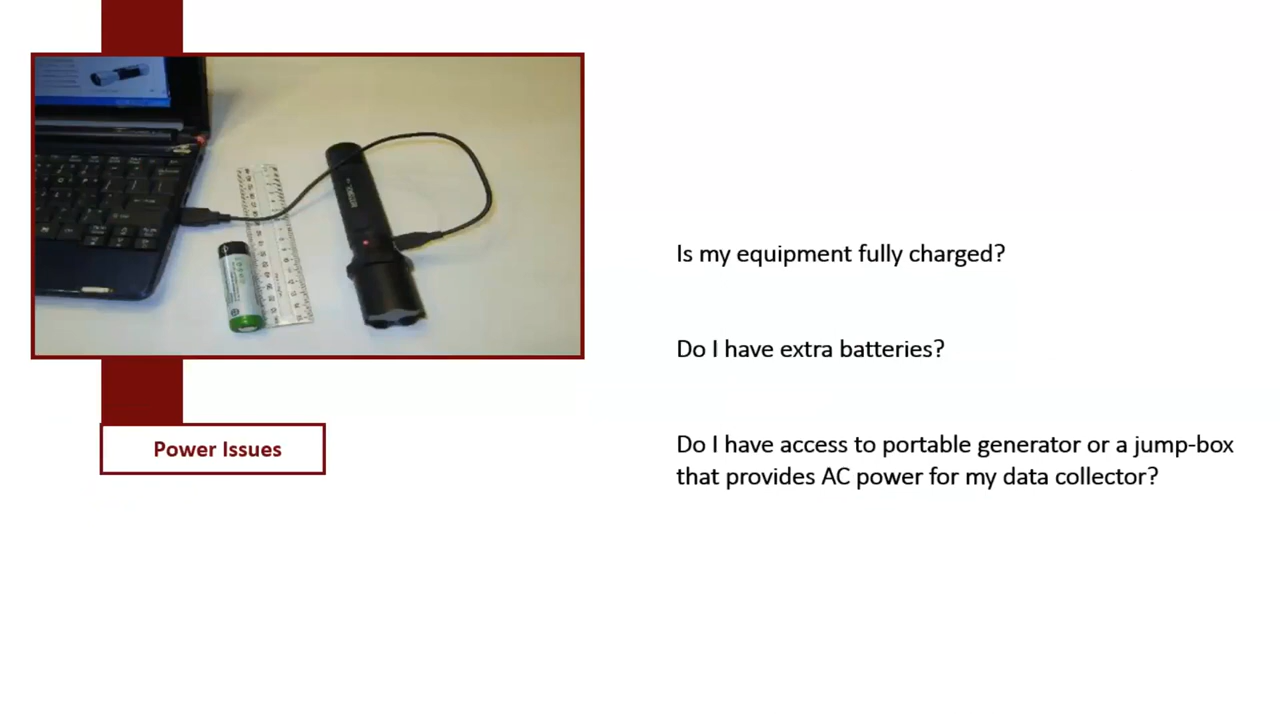 Is my equipment fully charged?
Do I have extra batteries?
Do I have access to portable generator or a jump-box
that provides AC power for my data collector?
Power Issues